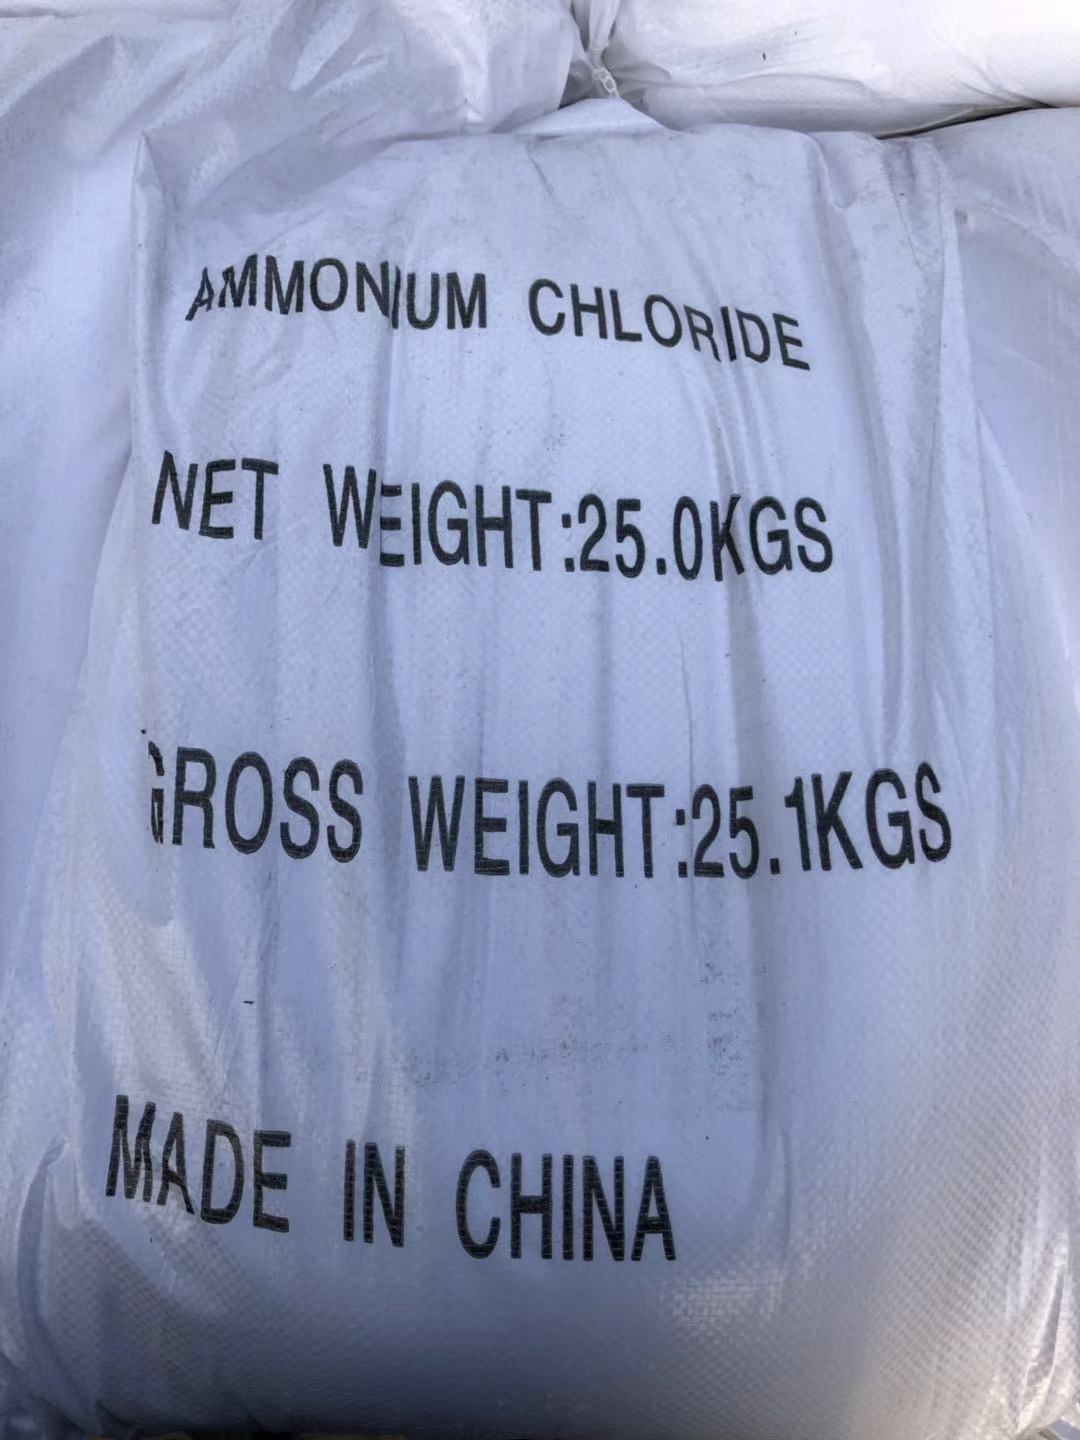 AMMONIUM CHLORIDE
NET WEIGHT:25.0KGS
GROSS WEIGHT:25.1KGS
MADE IN CHINA